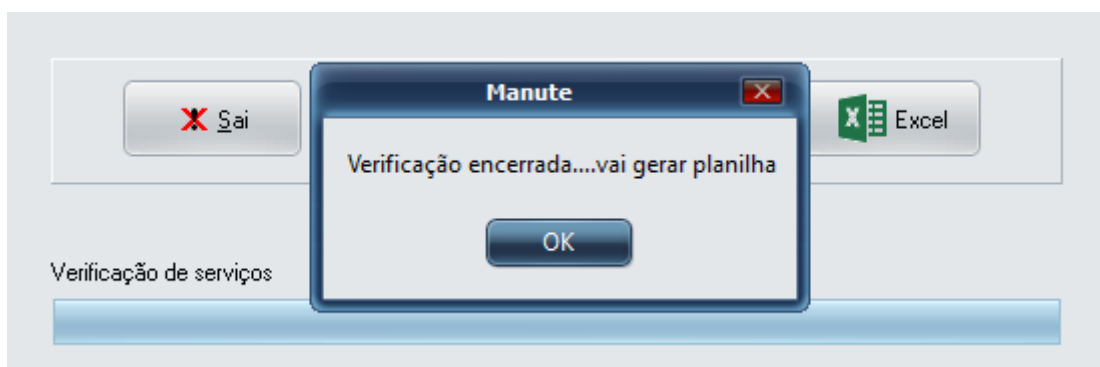 Manute
Sai
Excel
Verificação encerrada....vai gerar planilha
OK
Verificação de serviços